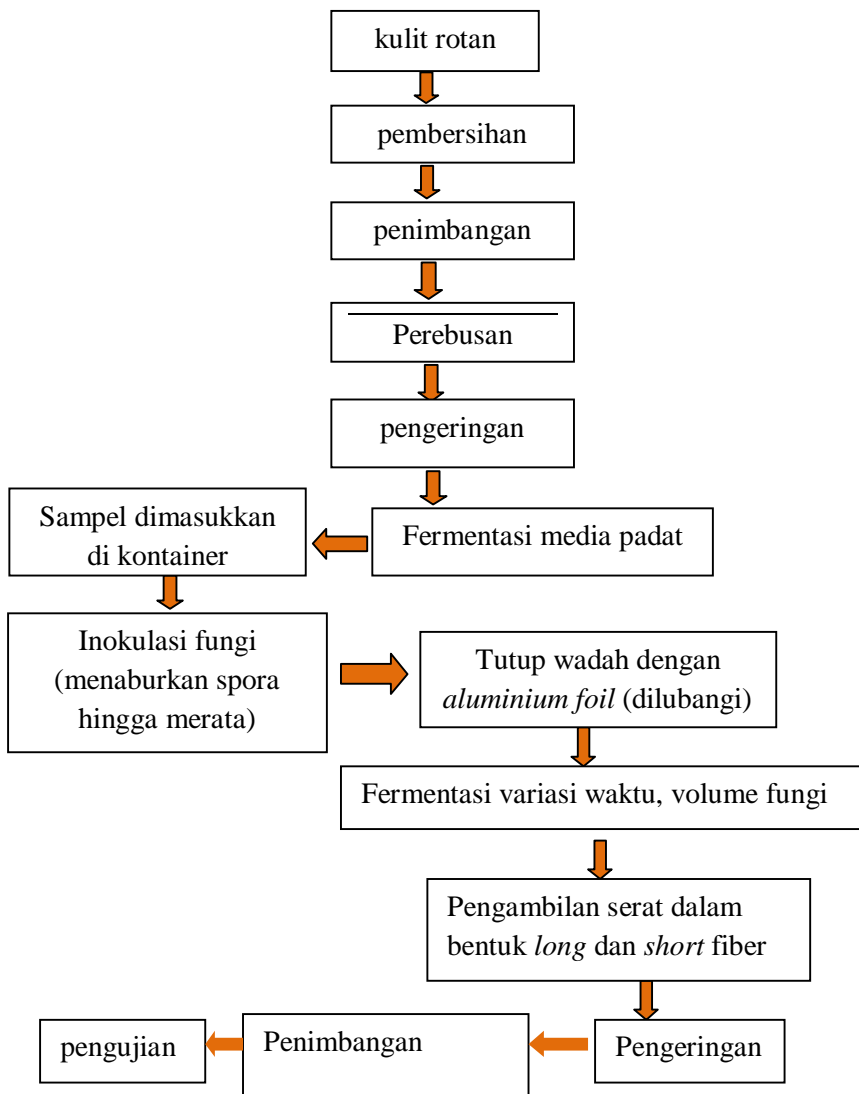 kulit rotan
pembersihan
penimbangan
Perebusan
pengeringan
Fermentasi media padat
Sampel dimasukkan
di kontainer
Inokulasi fungi
(menaburkan spora
hingga merata)
Tutup wadah dengan
aluminium foil (dilubangi)
Fermentasi variasi waktu, volume fungi
Pengambilan serat dalam
bentuk long dan short fiber
Pengeringan
Penimbangan
pengujian